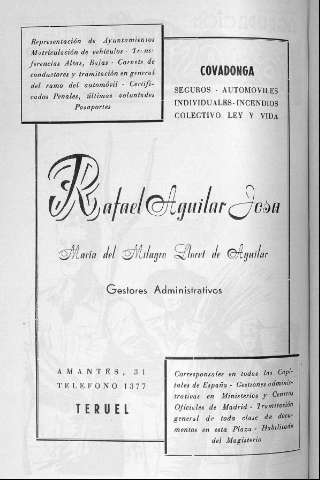 Representación de Ayuntamientos
Matriculación de vehículos - Trans-
ferencias Altas, Bajas - Carnets de
conductores y tramitación en general
del ramo del automóvil - Certifi-
cados Penales, últimas voluntades
Pasaportes
COVADONGA
SEGUROS - AUTOMOVILES
INDIVIDUALES-INCENDIOS
COLECTIVO LEY Y VIDA
Rafael Aguilar Josa
María del Milagro Lloret de Aguilar
Gestores Administrativos
AMANTES, 31
TELEFONO 1377
TERUEL
Corresponsales en todas las Capi-
tales de España - Gestiones adminis-
trativas en Ministerios y Centros
Oficiales de Madrid - Tramitación
general de toda clase de docu-
mentos en esta Plaza - Habilitado
del Magisterio